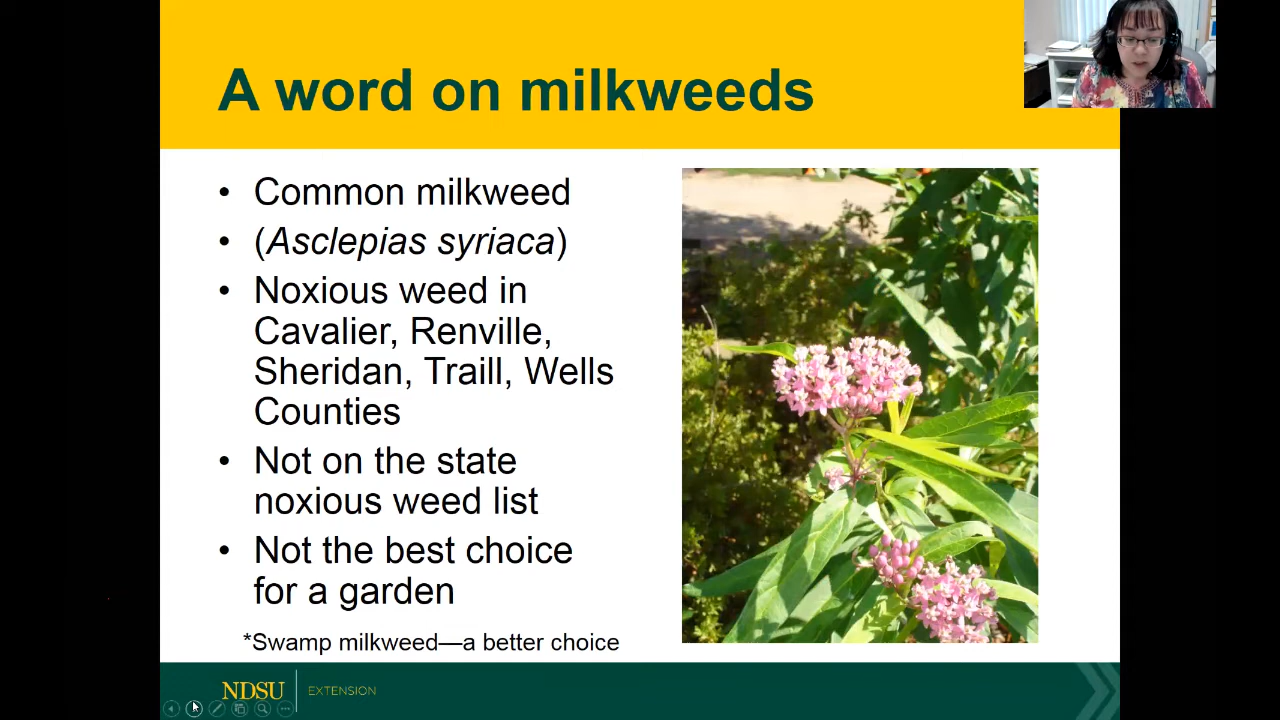 A word on milkweeds
• Common milkweed
• (Asclepias syriaca)
• Noxious weed in
Cavalier, Renville,
Sheridan, Traill, Wells
Counties
• Not on the state
noxious weed list
• Not the best choice
for a garden
*Swamp milkweed—a better choice
NDSU EXTENSION